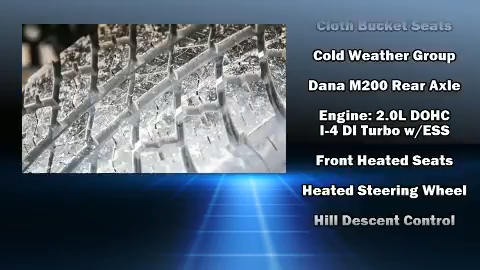 Cloth Bucket Seats
Cold Weather Group
Dana M200 Rear Axle
Engine: 2.0L DOHC
I-4 DI Turbo w/ESS
Front Heated Seats
Heated Steering Wheel
Hill Descent Control